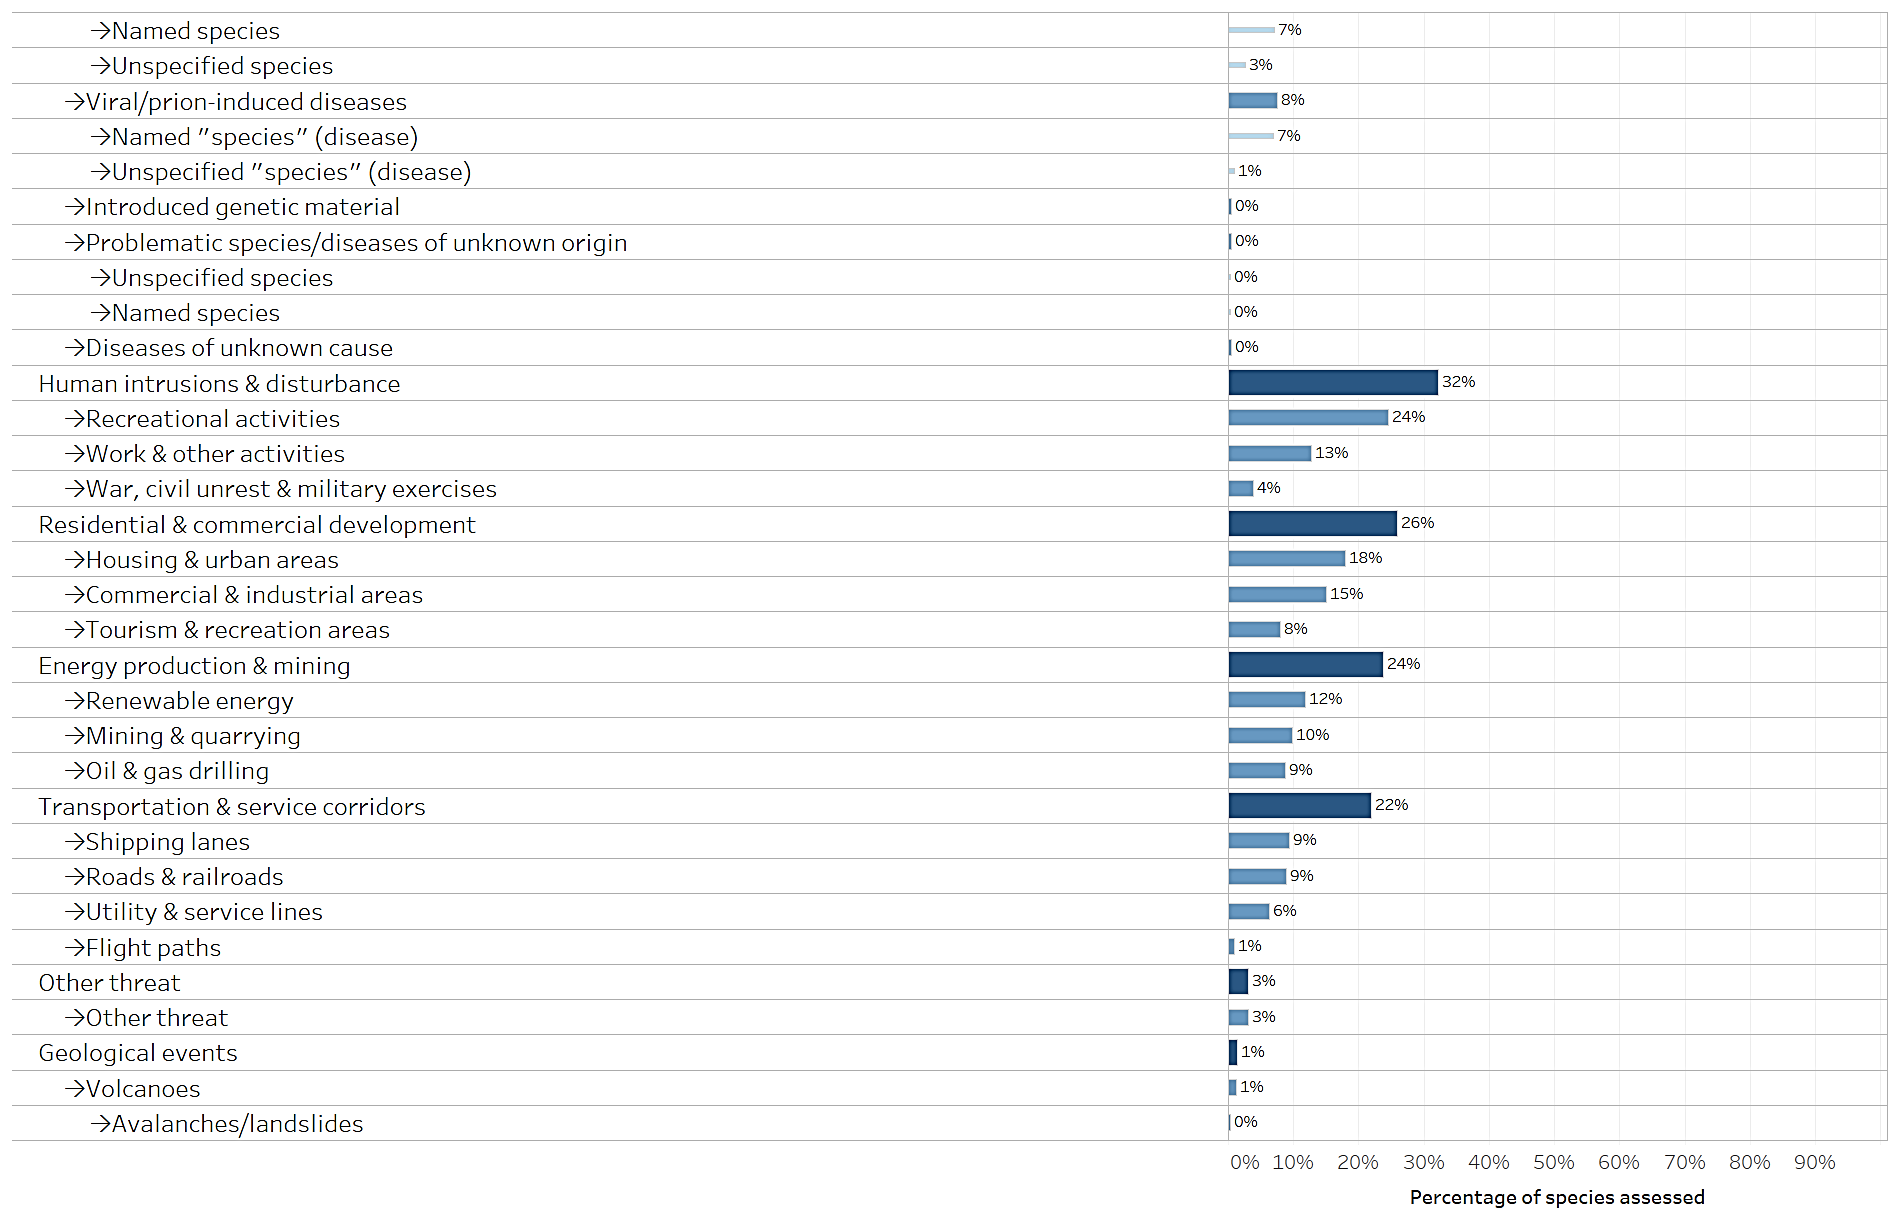 →Named species 7%
→Unspecified species 3%
→Viral/prion-induced diseases 8%
→Named "species" (disease) 7%
→Unspecified "species" (disease) 1%
→Introduced genetic material 0%
→Problematic species/diseases of unknown origin 0%
→Unspecified species 0%
→Named species 0%
→Diseases of unknown cause 0%
Human intrusions & disturbance 32%
→Recreational activities 24%
→Work & other activities 13%
→War, civil unrest & military exercises 4%
Residential & commercial development 26%
→Housing & urban areas 18%
→Commercial & industrial areas 15%
→Tourism & recreation areas 8%
Energy production & mining 24%
→Renewable energy 12%
→Mining & quarrying 10%
→Oil & gas drilling 9%
Transportation & service corridors 22%
→Shipping lanes 9%
→Roads & railroads 9%
→Utility & service lines 6%
→Flight paths 1%
Other threat 3%
→Other threat 3%
Geological events 1%
→Volcanoes 1%
→Avalanches/landslides 0%
0% 10% 20% 30% 40% 50% 60% 70% 80% 90%
Percentage of species assessed